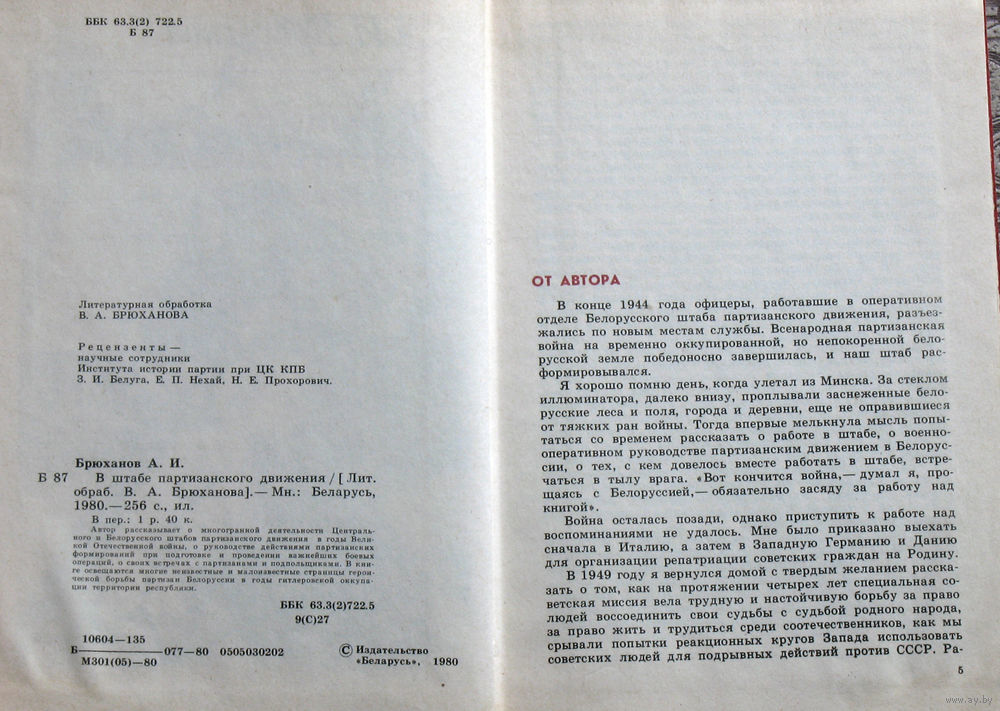 ББК 63.3(2) 722.5
Б 87
Литературная обработка
В. А. БРЮХАНОВА
Рецензенты —
научные сотрудники
Института истории партии при ЦК КПБ
З. И. Белуга, Е. П. Нехай, Н. Е. Прохорович.
Брюханов А. И.
Б 87 В штабе партизанского движения / [Лит.
обраб. В. А. Брюханова].— Мн.: Беларусь,
1980.—256 с., ил.
В пер.: 1 р. 40 к.
Автор рассказывает о многогранной деятельности Централь-
ного и Белорусского штабов партизанского движения в годы Вели-
кой Отечественной войны, о руководстве действиями партизанских
формирований при подготовке и проведении важнейших боевых
операций, о своих встречах с партизанами и подпольщиками. В кни-
ге освещаются многие неизвестные и малоизвестные страницы герои-
ческой борьбы партизан Белоруссии в годы гитлеровской оккупа-
ции территории республики.
ББК 63.3(2)722.5
9(С)27
10604—135
Б———077—80 0505030202
М301(05)—80
© Издательство
«Беларусь», 1980
ОТ АВТОРА
В конце 1944 года офицеры, работавшие в оперативном
отделе Белорусского штаба партизанского движения, разъез-
жались по новым местам службы. Всенародная партизанская
война на временно оккупированной, но непокоренной бело-
русской земле победоносно завершилась, и наш штаб рас-
формировывался.
Я хорошо помню день, когда улетал из Минска. За стеклом
иллюминатора, далеко внизу, проплывали заснеженные бело-
русские леса и поля, города и деревни, еще не оправившиеся
от тяжких ран войны. Тогда впервые мелькнула мысль попы-
таться со временем рассказать о работе в штабе, о военно-
оперативном руководстве партизанским движением в Белорус-
сии, о тех, с кем довелось вместе работать в штабе, встре-
чаться в тылу врага. «Вот кончится война,— думал я, про-
щаясь с Белоруссией,— обязательно засяду за работу над
книгой».
Война осталась позади, однако приступить к работе над
воспоминаниями не удалось. Мне было приказано выехать
сначала в Италию, а затем в Западную Германию и Данию
для организации репатриации советских граждан на Родину.
В 1949 году я вернулся домой с твердым желанием расска-
зать о том, как на протяжении четырех лет специальная со-
ветская миссия вела трудную и настойчивую борьбу за право
людей воссоединить свои судьбы с судьбой родного народа,
за право жить и трудиться среди соотечественников, как мы
срывали попытки реакционных кругов Запада использовать
советских людей для подрывных действий против СССР. Ра-
5
www.ay.by